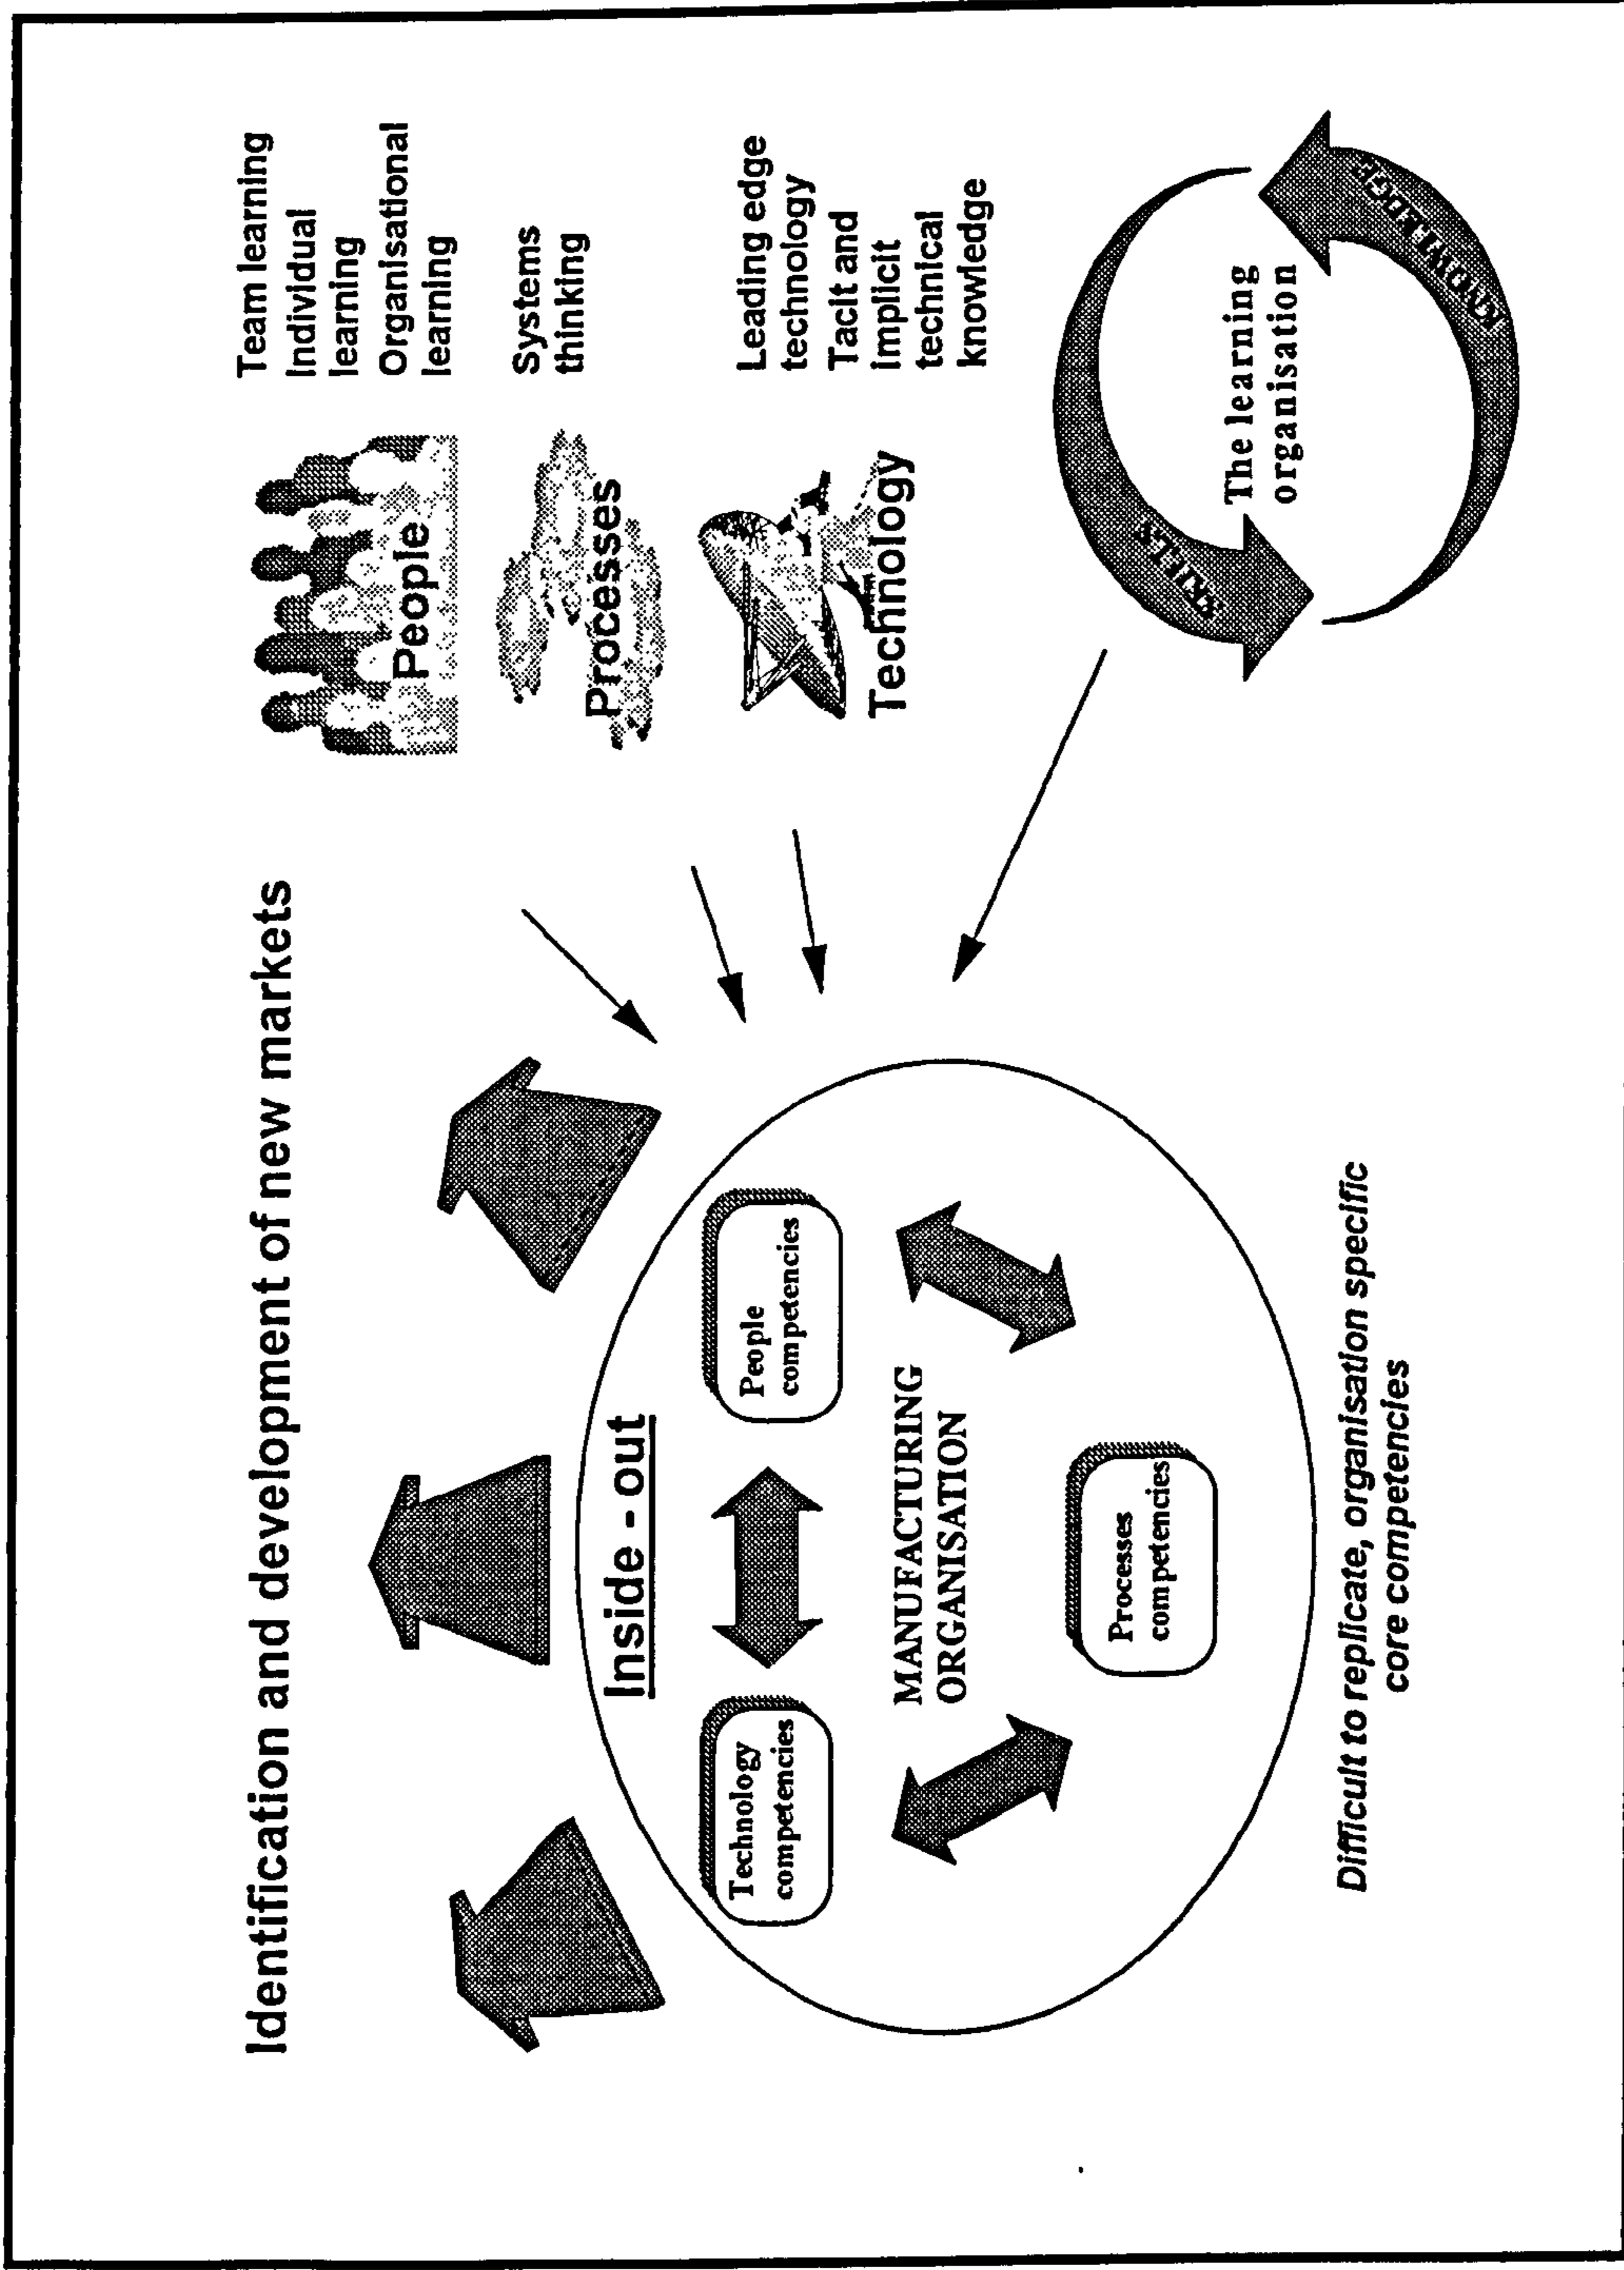 Identification and development of new markets
Inside - out
Technology
competencies
People
competencies
MANUFACTURING
ORGANISATION
Processes
competencies
Difficult to replicate, organisation specific
core competencies
People
Team learning
Individual
learning
Organisational
learning
Processes
Systems
thinking
Technology
Leading edge
technology
Tacit and
implicit
technical
knowledge
SKILLS
The learning
organisation
KNOWLEDGE